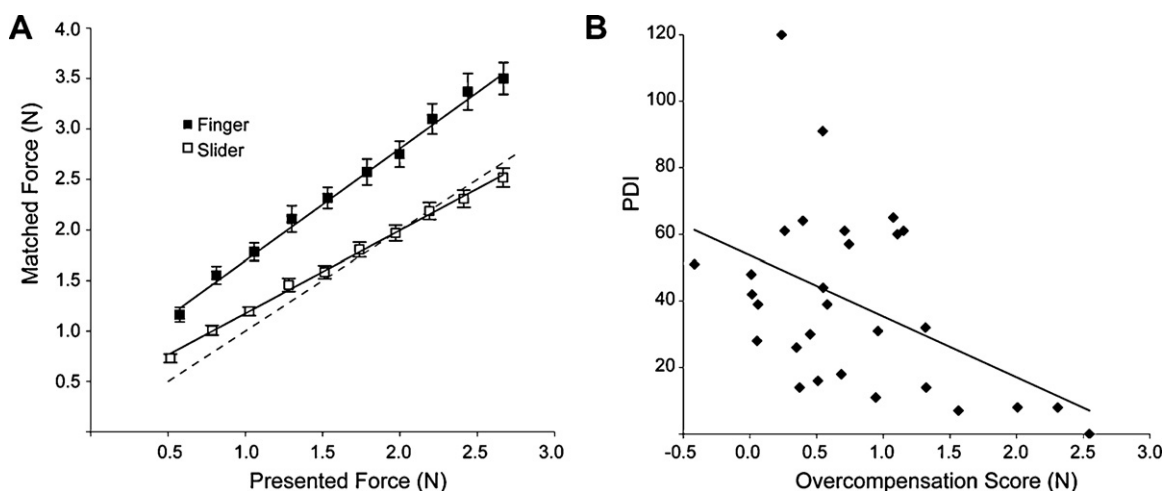 A
Matched Force (N)
4.0
3.5
3.0
2.5
2.0
1.5
1.0
0.5
Finger
Slider
0.5 1.0 1.5 2.0 2.5 3.0
Presented Force (N)
B
PDI
120
100
80
60
40
20
-0.5 0.0 0.5 1.0 1.5 2.0 2.5 3.0
Overcompensation Score (N)